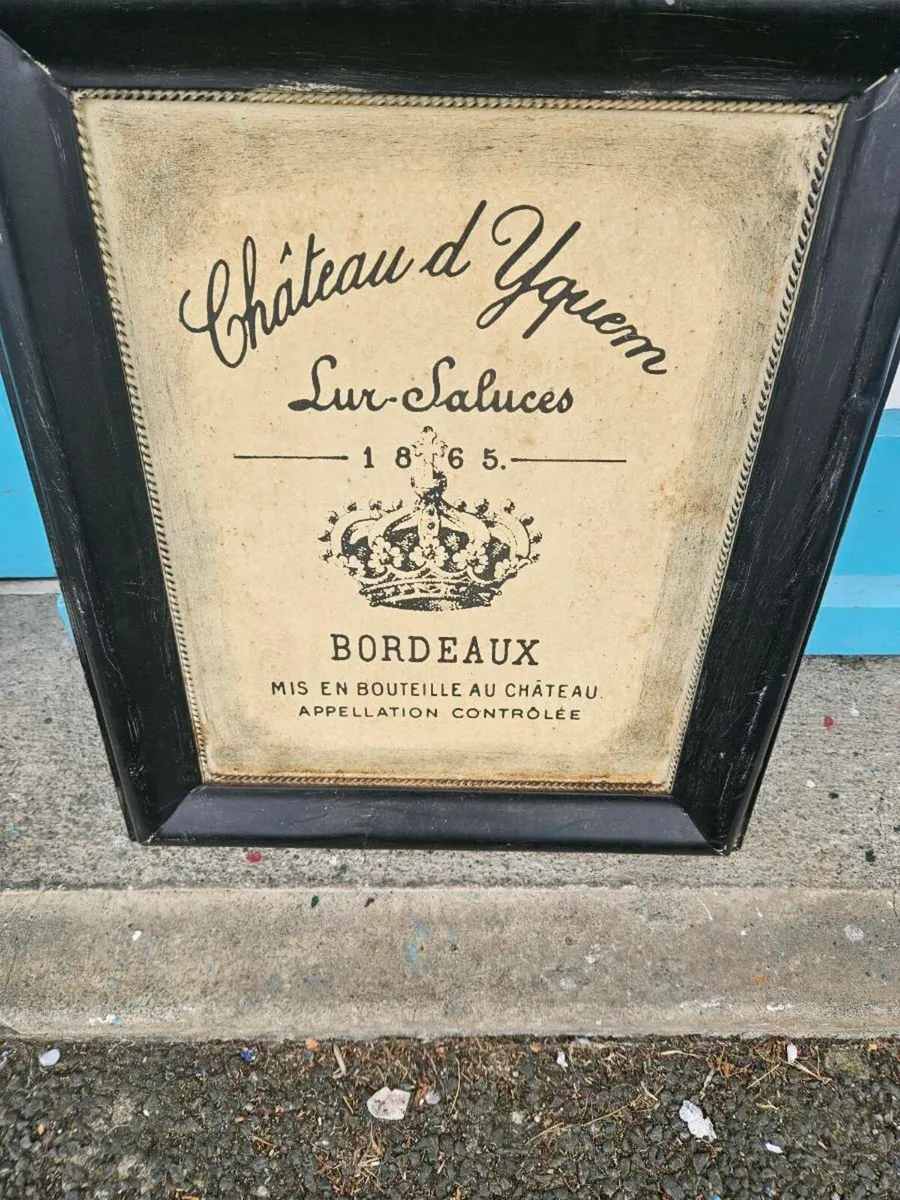 Château d Yquem
Lur-Saluces
1865.
BORDEAUX
MIS EN BOUTEILLE AU CHÂTEAU.
APPELLATION CONTRÔLÉE